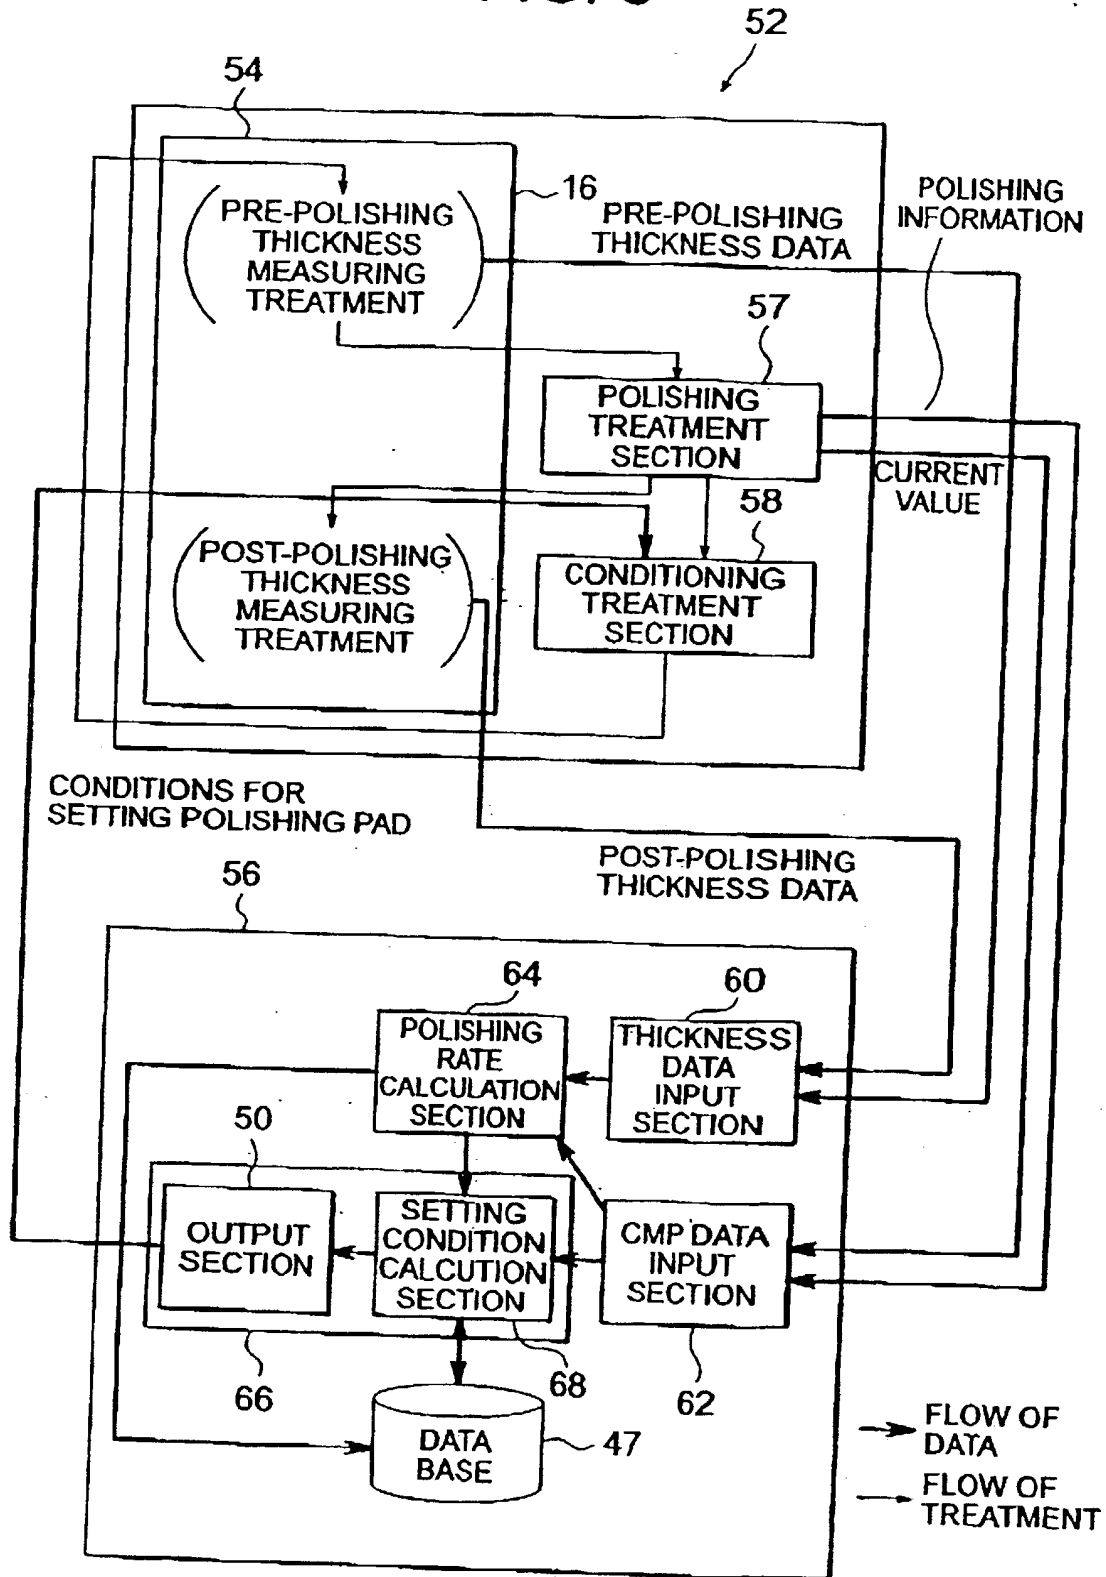 52
54
16
PRE-POLISHING
THICKNESS
MEASURING
TREATMENT
PRE-POLISHING
THICKNESS DATA
POLISHING
INFORMATION
57
POLISHING
TREATMENT
SECTION
CURRENT
VALUE
58
POST-POLISHING
THICKNESS
MEASURING
TREATMENT
CONDITIONING
TREATMENT
SECTION
CONDITIONS FOR
SETTING POLISHING PAD
POST-POLISHING
THICKNESS DATA
56
64
POLISHING
RATE
CALCULATION
SECTION
60
THICKNESS
DATA
INPUT
SECTION
50
OUTPUT
SECTION
SETTING
CONDITION
CALCUTION
SECTION
CMP DATA
INPUT
SECTION
66
68
62
DATA
BASE
47
FLOW OF
DATA
FLOW OF
TREATMENT